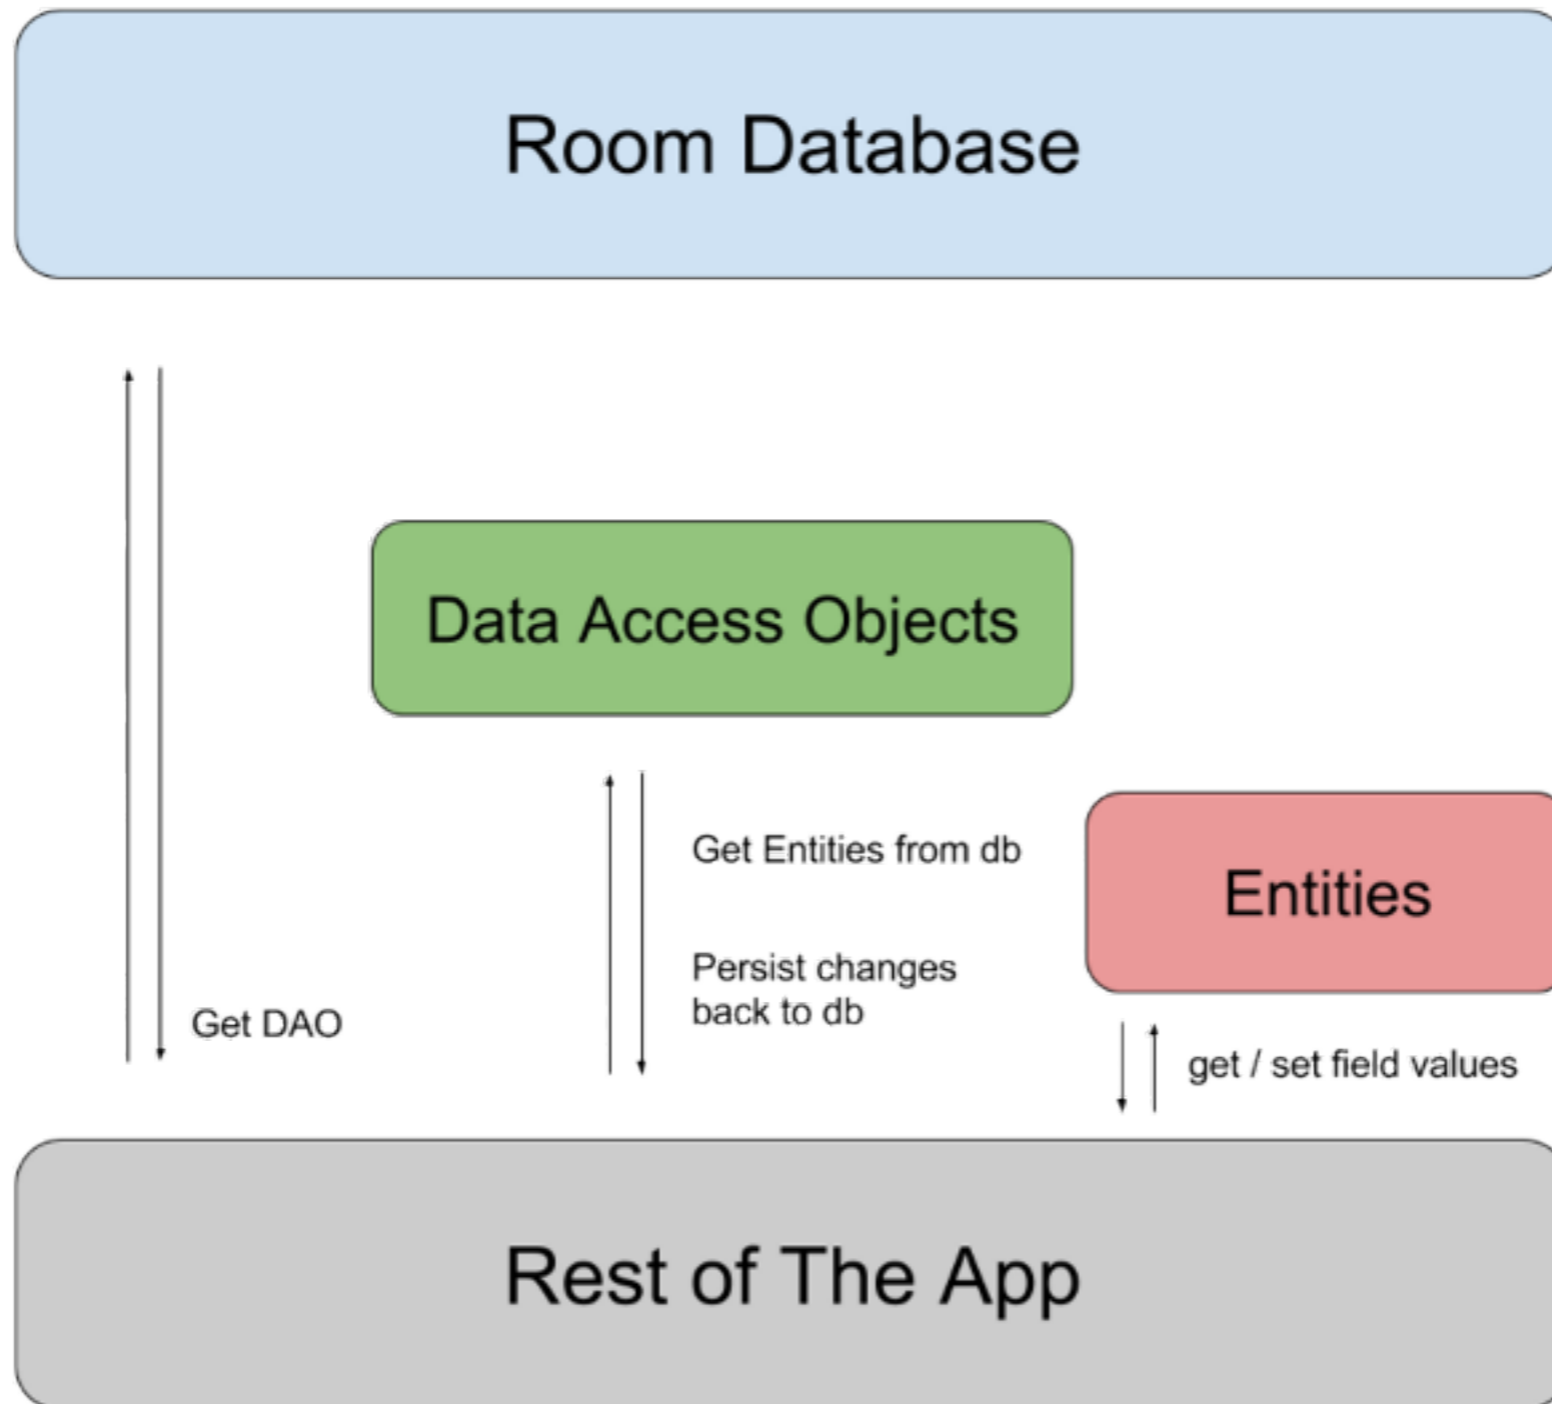 Room Database
Data Access Objects
Get Entities from db
Entities
Persist changes
back to db
Get DAO
get / set field values
Rest of The App